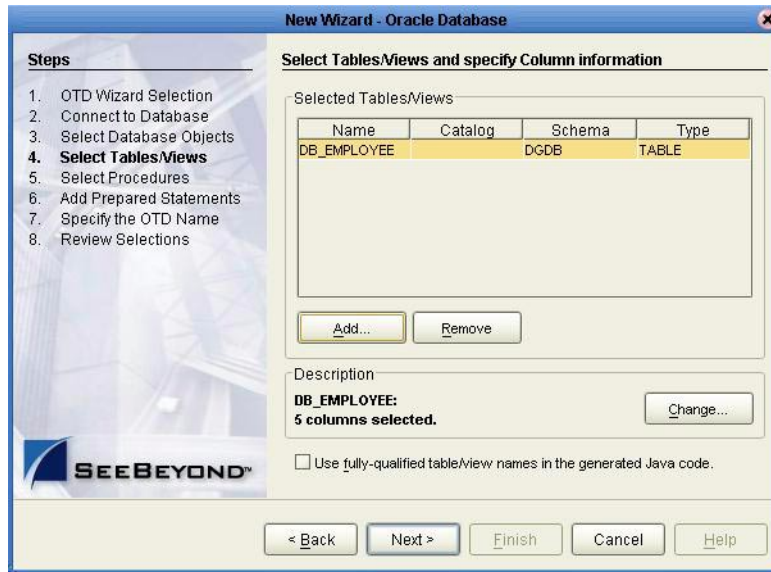 New Wizard - Oracle Database
Steps
1. OTD Wizard Selection
2. Connect to Database
3. Select Database Objects
4. Select Tables/Views
5. Select Procedures
6. Add Prepared Statements
7. Specify the OTD Name
8. Review Selections
SEEBEYOND™
Select Tables/Views and specify Column information
Selected Tables/Views
Name Catalog Schema Type
DB_EMPLOYEE DGDB TABLE
Add... Remove
Description
DB_EMPLOYEE:
5 columns selected.
Change...
Use fully-qualified table/view names in the generated Java code.
< Back Next > Finish Cancel Help